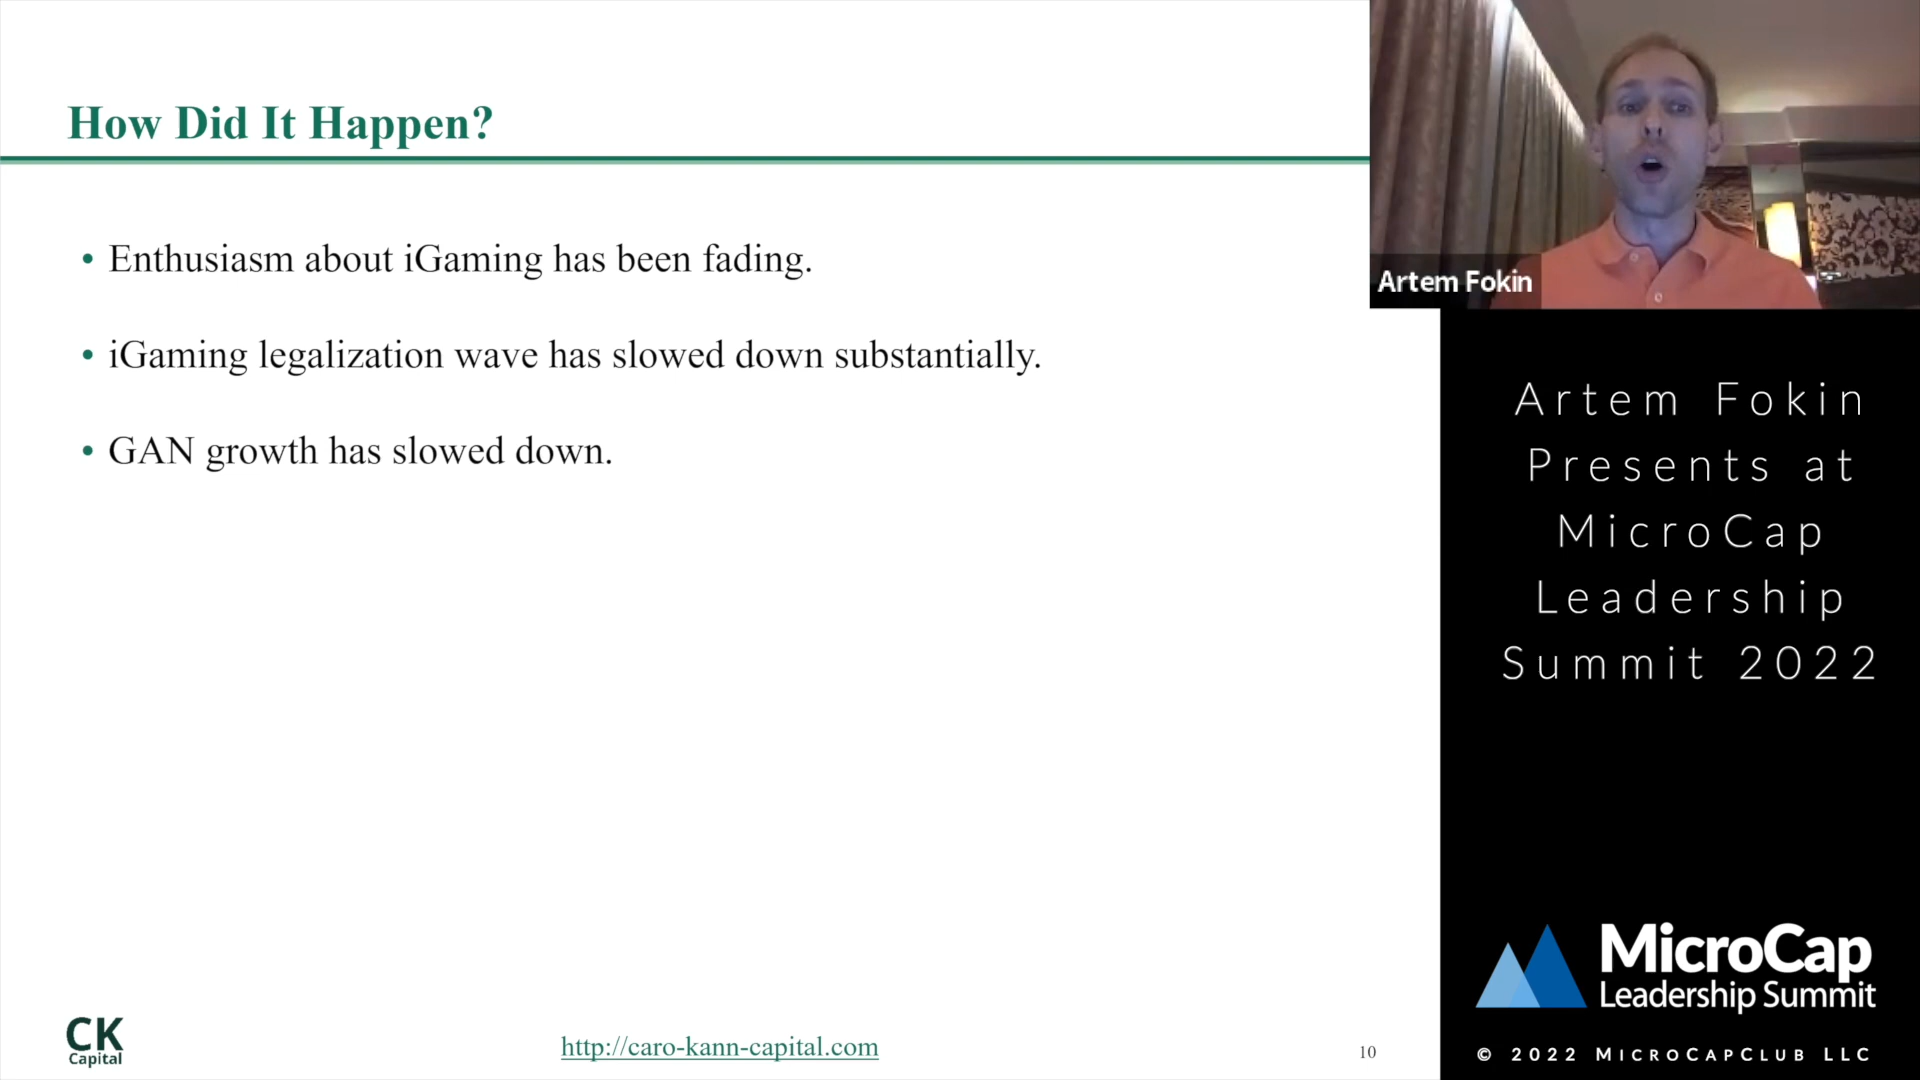 How Did It Happen?
• Enthusiasm about iGaming has been fading.
• iGaming legalization wave has slowed down substantially.
• GAN growth has slowed down.
CK
Capital
http://caro-kann-capital.com
10
Artem Fokin
Artem Fokin
Presents at
MicroCap
Leadership
Summit 2022
MicroCap
Leadership Summit
© 2022 MICROCAPCLUB LLC